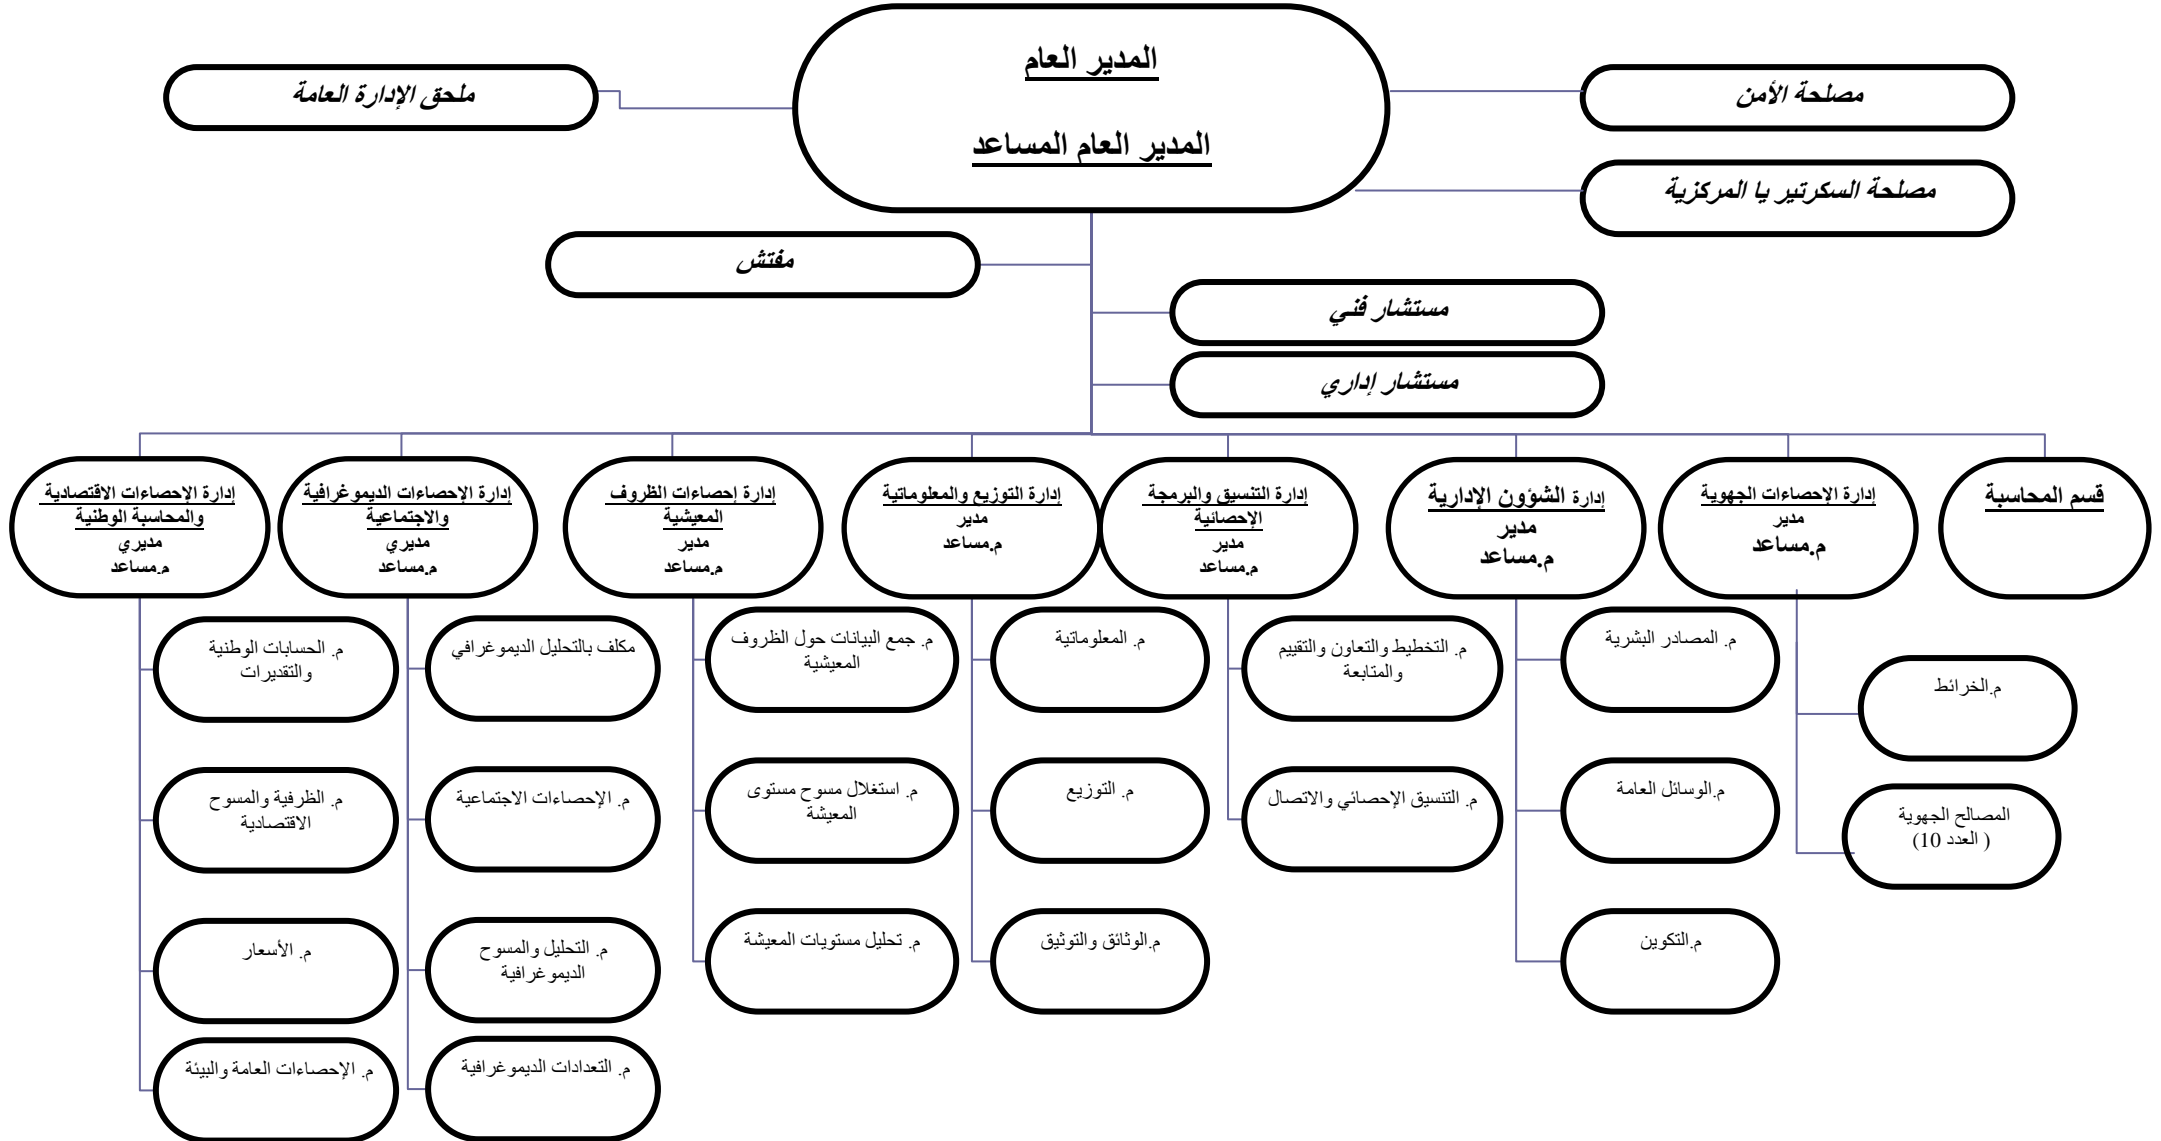 المدير العام
المدير العام المساعد
مصلحة الأمن
ملحق الإدارة العامة
مصلحة السكرتير يا المركزية
مفتش
مستشار فني
مستشار إداري
قسم المحاسبة
إدارة الإحصاءات الجهوية
مدير
م.مساعد
م.الخرائط
المصالح الجهوية
( العدد 10)
إدارة الشؤون الإدارية
مدير
م.مساعد
م. المصادر البشرية
م.الوسائل العامة
م.التكوين
إدارة التنسيق والبرمجة
الإحصائية
مدير
م.مساعد
م. التخطيط والتعاون والتقييم
والمتابعة
م. التنسيق الإحصائي والاتصال
إدارة التوزيع والمعلوماتية
مدير
م.مساعد
م. المعلوماتية
م. التوزيع
م.الوثائق والتوثيق
إدارة إحصاءات الظروف
المعيشية
مدير
م.مساعد
م. جمع البيانات حول الظروف
المعيشية
م. استغلال مسوح مستوى
المعيشة
م. تحليل مستويات المعيشة
إدارة الإحصاءات الديموغرافية
والاجتماعية
مديري
م.مساعد
مكلف بالتحليل الديموغرافي
م. الإحصاءات الاجتماعية
م. التحليل والمسوح
الديموغرافية
م. التعدادات الديموغرافية
إدارة الإحصاءات الاقتصادية
والمحاسبة الوطنية
مديري
م.مساعد
م. الحسابات الوطنية
والتقديرات
م. الظرفية والمسوح
الاقتصادية
م. الأسعار
م. الإحصاءات العامة والبيئة